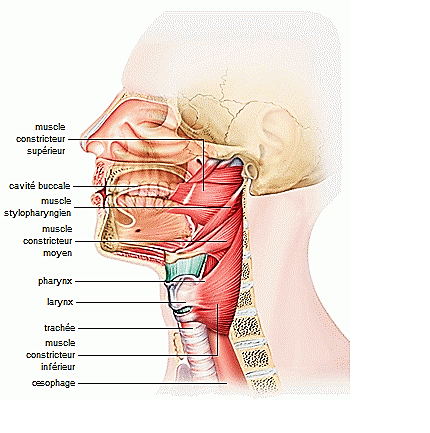 muscle
constricteur
supérieur
cavité buccale
muscle
stylopharyngien
muscle
constricteur
moyen
pharynx
larynx
trachée
muscle
constricteur
inférieur
œsophage